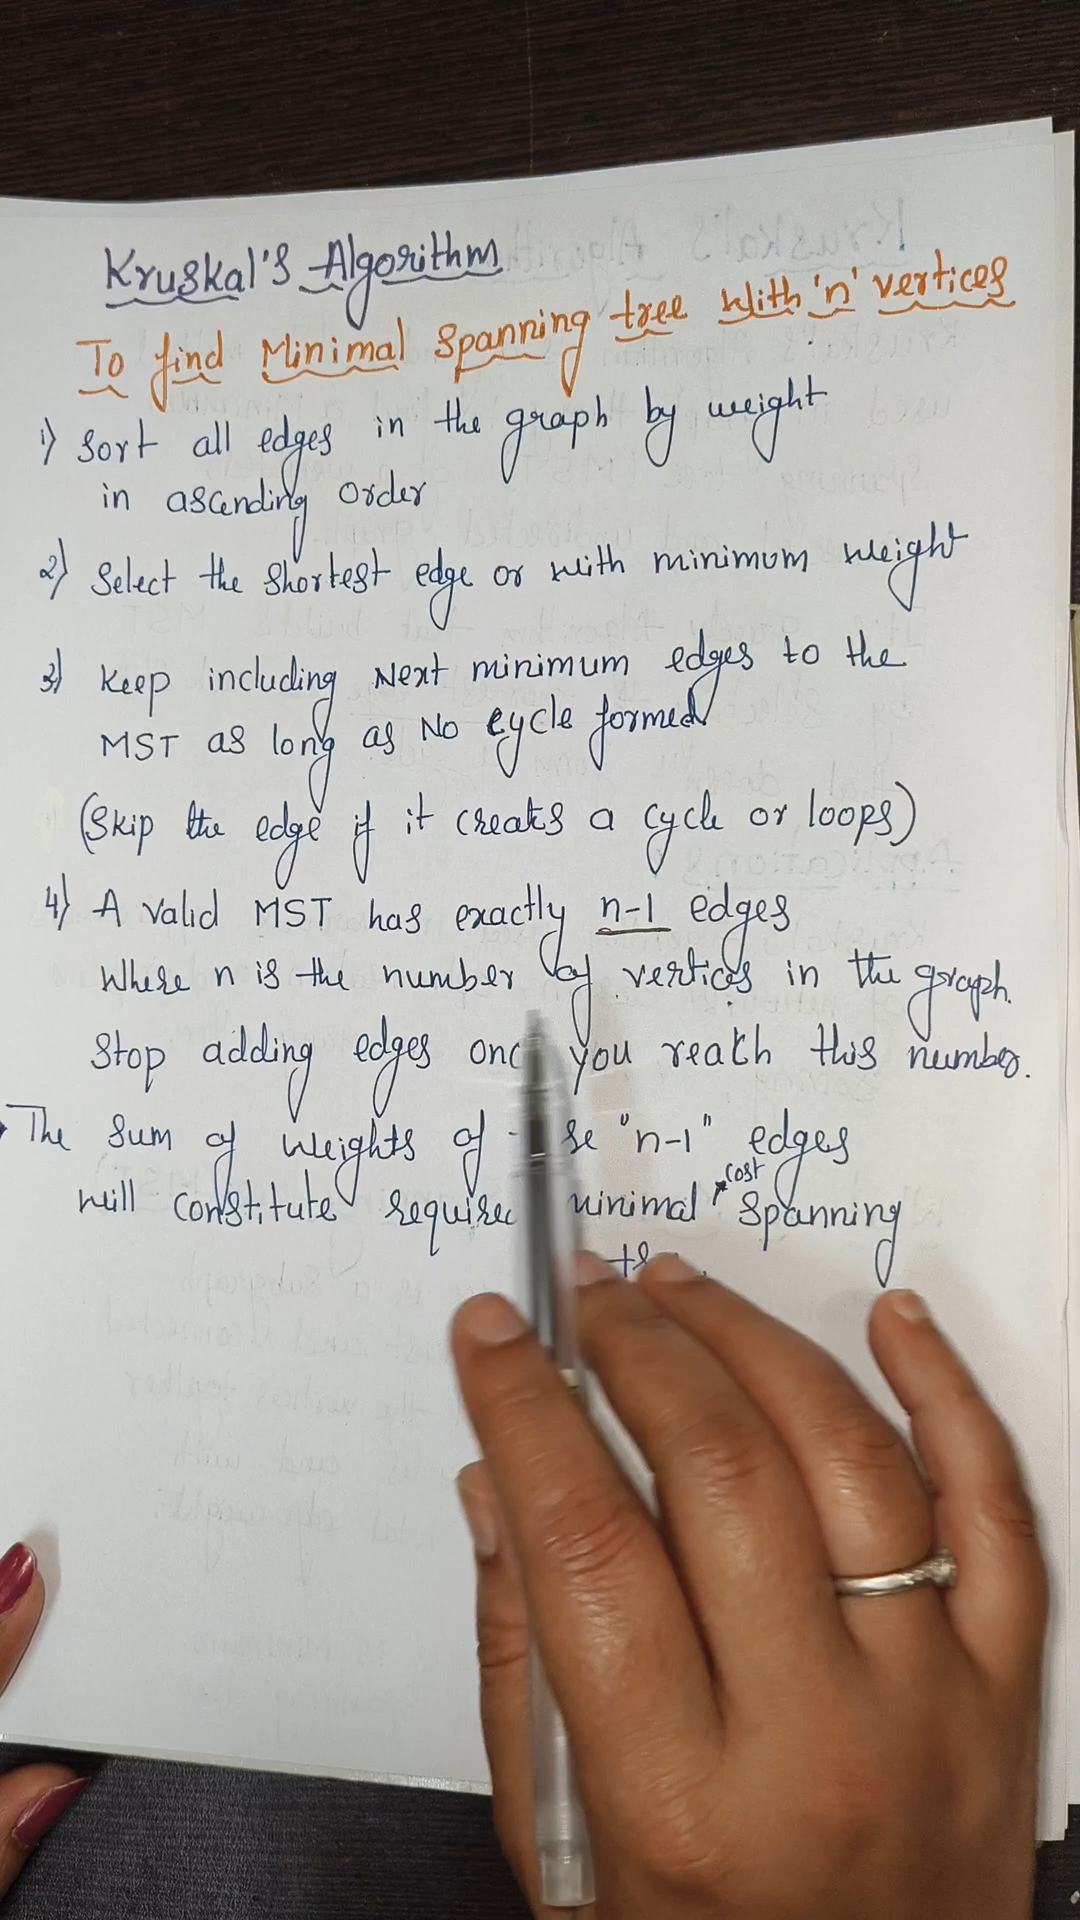 Kruskal's Algorithm
To find Minimal Spanning tree with 'n' vertices
1) Sort all edges in the graph by weight
in ascending order
2) Select the shortest edge or with minimum weight
3) Keep including Next minimum edges to the
MST as long as No cycle formed
(Skip the edge if it creates a cycle or loops)
4) A valid MST has exactly n-1 edges
Where n is the number of vertices in the graph.
Stop adding edges you reach this number.
The sum of weights of "n-1" edges
cost
will constitute spanning